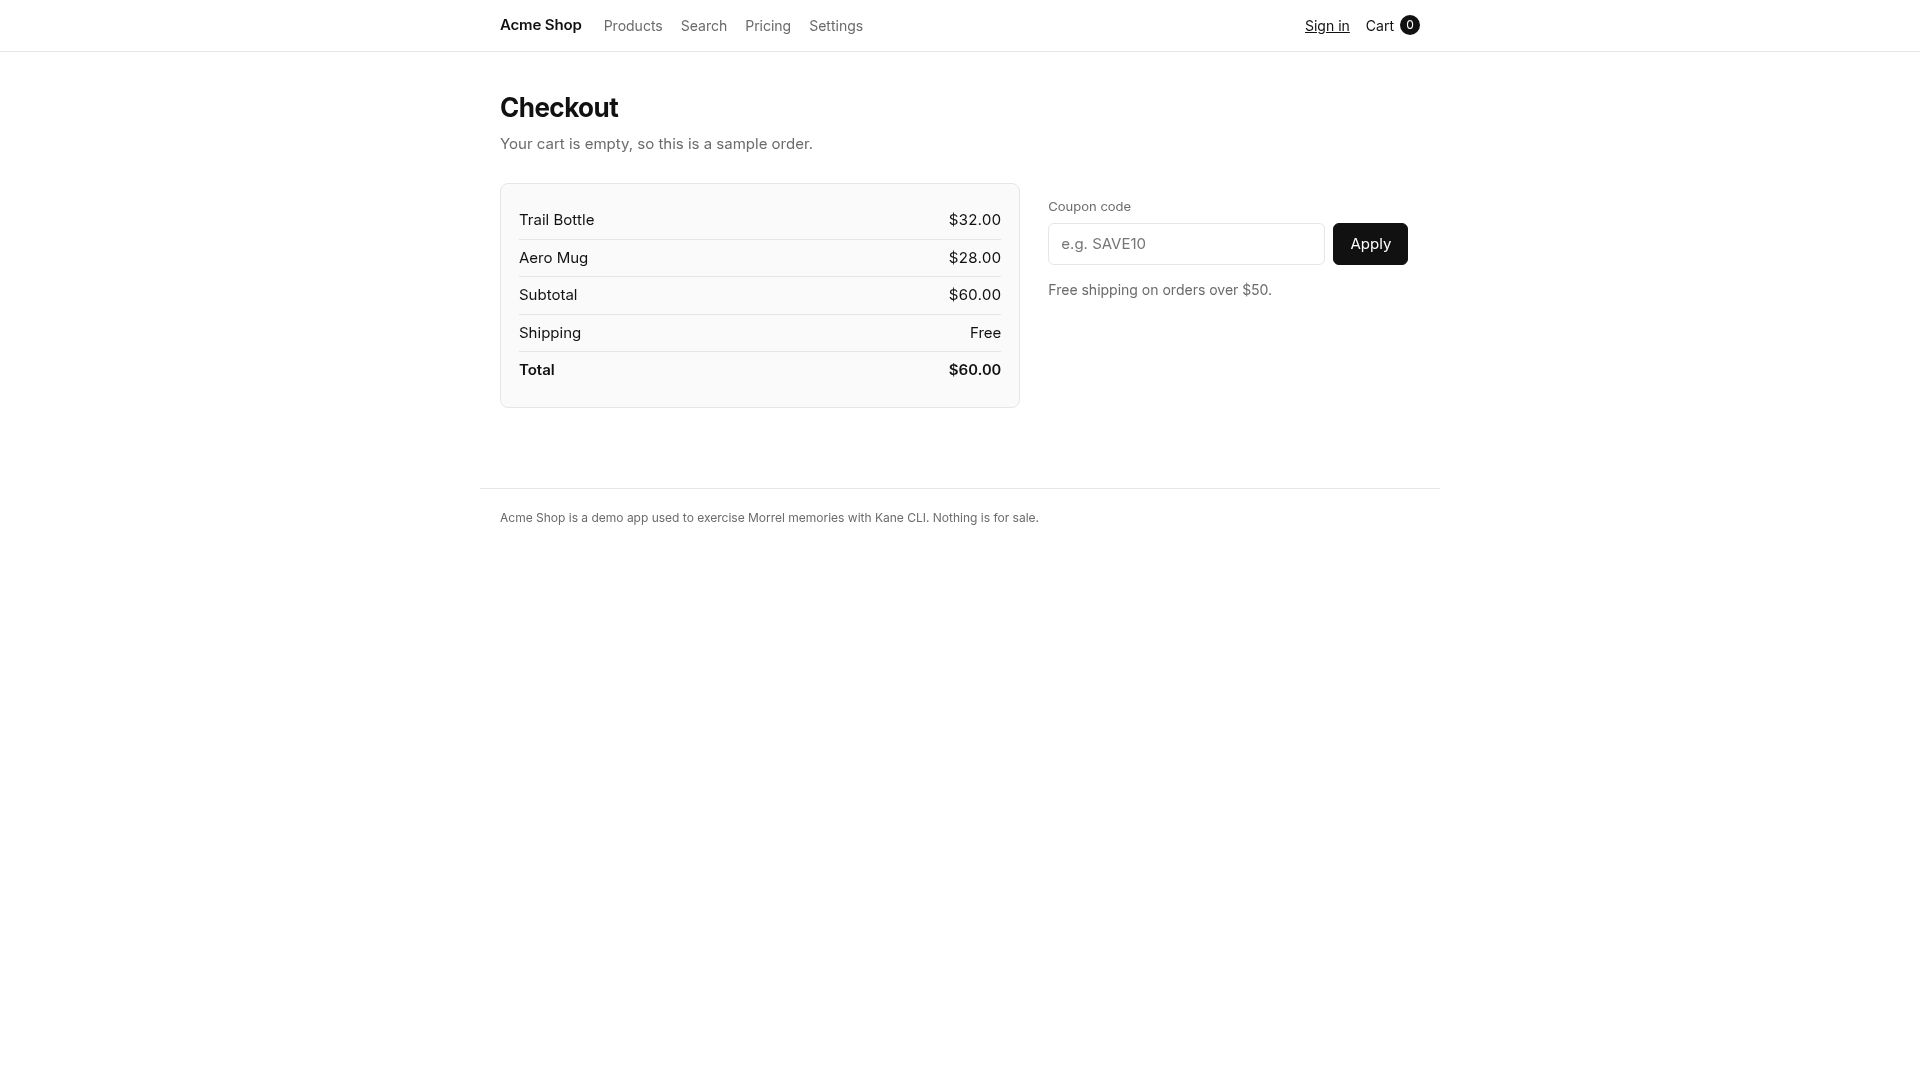 Acme Shop Products Search Pricing Settings Sign in Cart 0
Checkout
Your cart is empty, so this is a sample order.
Trail Bottle $32.00
Aero Mug $28.00
Subtotal $60.00
Shipping Free
Total $60.00
Coupon code
e.g. SAVE10 Apply
Free shipping on orders over $50.
Acme Shop is a demo app used to exercise Morrel memories with Kane CLI. Nothing is for sale.